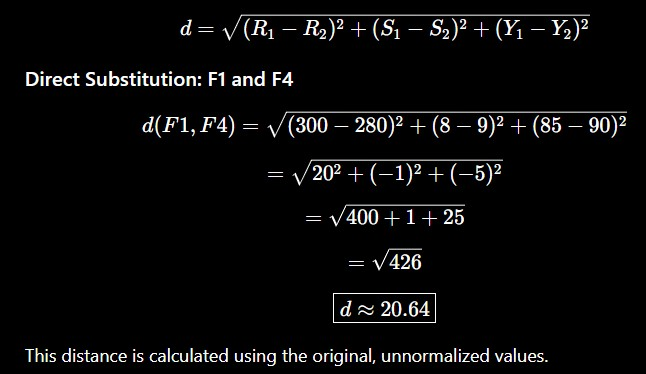 d = √(R₁ − R₂)² + (S₁ − S₂)² + (Y₁ − Y₂)²
Direct Substitution: F1 and F4
d(F1, F4) = √(300 − 280)² + (8 − 9)² + (85 − 90)²
= √20² + (−1)² + (−5)²
= √400 + 1 + 25
= √426
d ≈ 20.64
This distance is calculated using the original, unnormalized values.